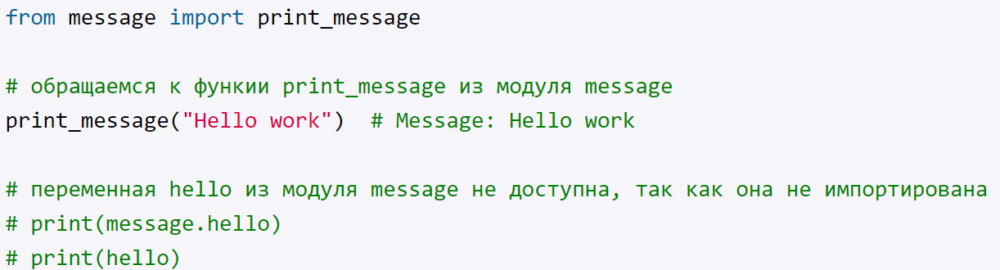 from message import print_message
# обращаемся к функии print_message из модуля message
print_message("Hello work")  # Message: Hello work
# переменная hello из модуля message не доступна, так как она не импортирована
# print(message.hello)
# print(hello)